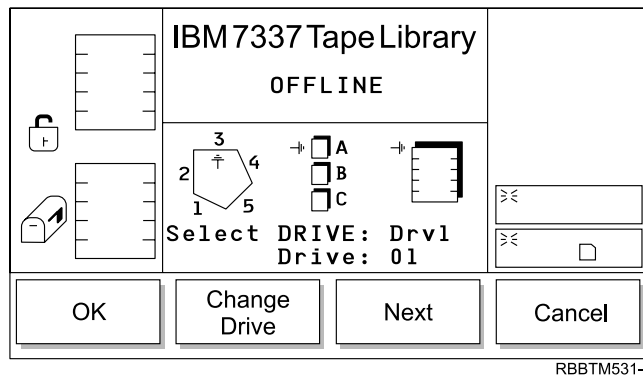 IBM 7337 Tape Library
OFFLINE
3
2
4
1
5
A
B
C
Select DRIVE: Drvl
Drive: 01
OK
Change
Drive
Next
Cancel
RBBTM531-